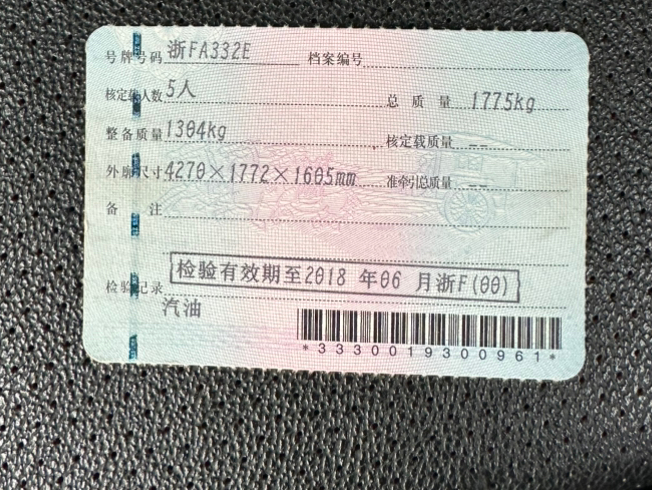 号牌号码 浙FA332E 档案编号
核定载人数 5人 总质量 1775kg
整备质量 1304kg 核定载质量 --
外廓尺寸 4270×1772×1605mm 准牵引总质量 --
备注
检验有效期至2018 年06 月浙F(00)
检验记录
汽油
*3330019300961*